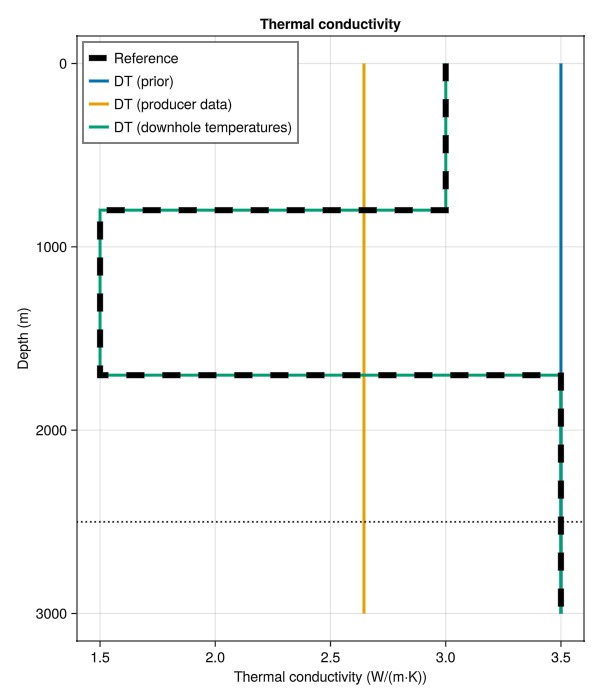 Thermal conductivity
Reference
DT (prior)
DT (producer data)
DT (downhole temperatures)
0
1000
2000
3000
Depth (m)
1.5 2.0 2.5 3.0 3.5
Thermal conductivity (W/(m·K))